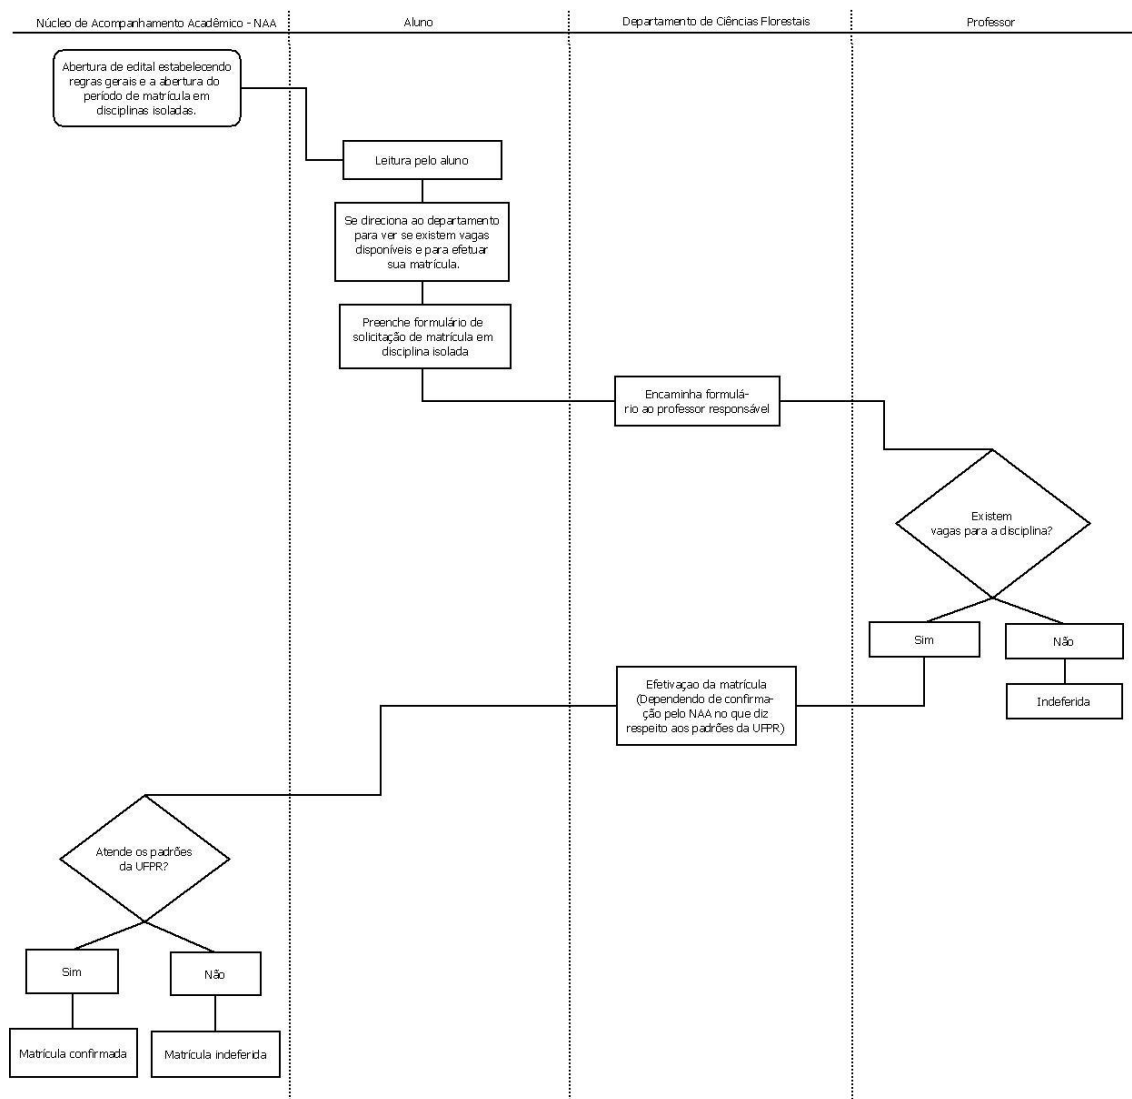 Núcleo de Acompanhamento Acadêmico - NAA
Aluno
Departamento de Ciências Florestais
Professor
Abertura de edital estabelecendo
regras gerais e a abertura do
período de matrícula em
disciplinas isoladas.
Leitura pelo aluno
Se direciona ao departamento
para ver se existem vagas
disponíveis e para efetuar
sua matrícula.
Preenche formulário de
solicitação de matrícula em
disciplina isolada
Encaminha formulá-
rio ao professor responsável
Existem
vagas para a disciplina?
Sim
Não
Indeferida
Efetivaçao da matrícula
(Dependendo de confirma-
ção pelo NAA no que diz
respeito aos padrões da UFPR)
Atende os padrões
da UFPR?
Sim
Não
Matrícula confirmada
Matrícula indeferida